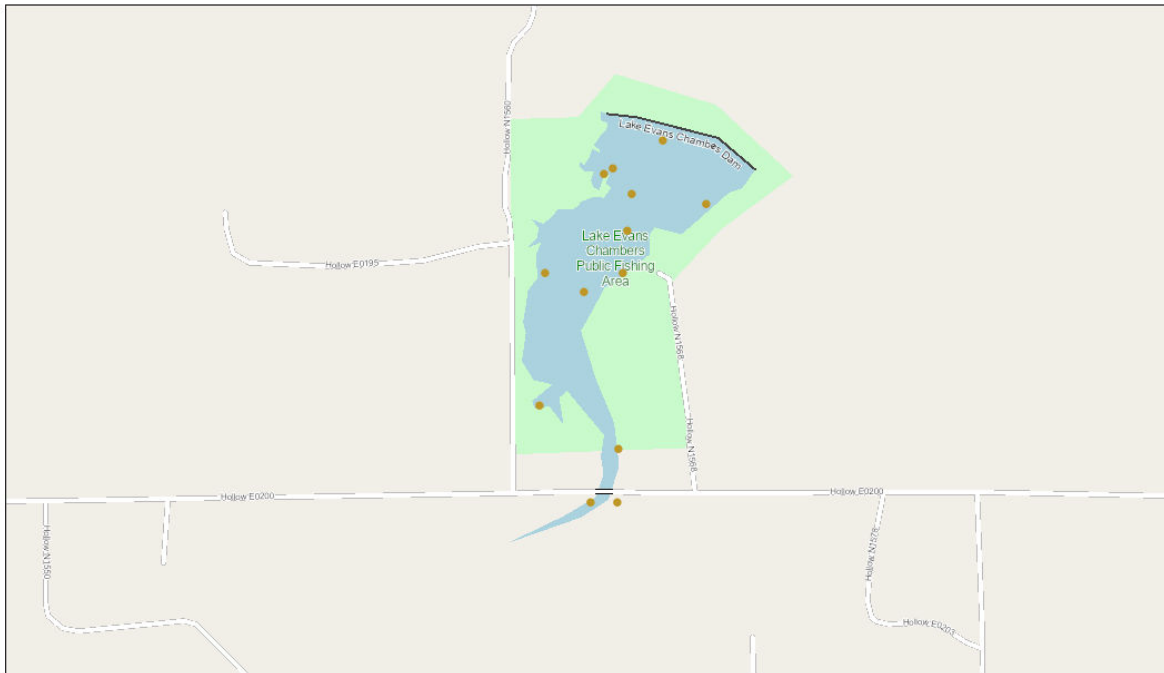 Hollow N1560
Lake Evans Chambers Dam
Hollow E0195
Lake Evans
Chambers
Public Fishing
Area
Hollow N1568
Hollow N1568
Hollow E0200
Hollow E0200
Hollow N1550
Hollow N1576
Hollow E0203